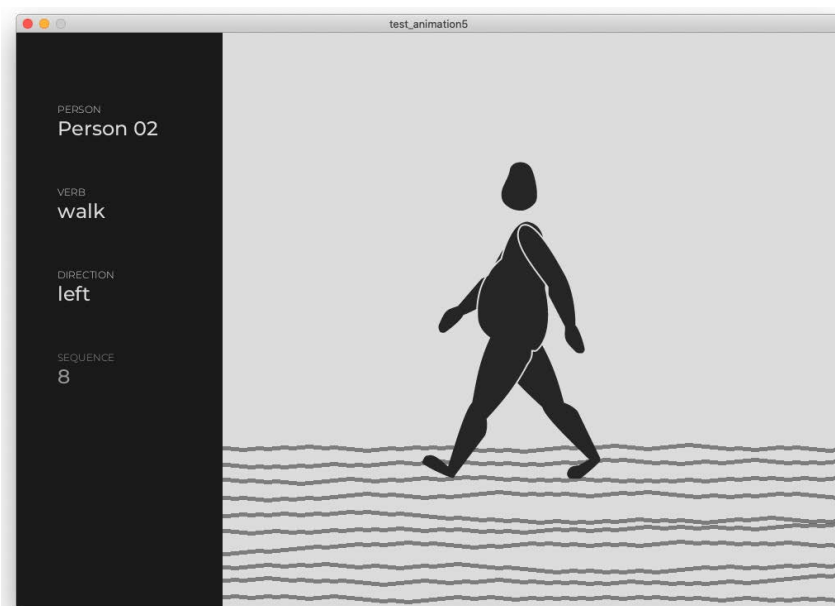 test_animation5
PERSON
Person 02
VERB
walk
DIRECTION
left
SEQUENCE
8